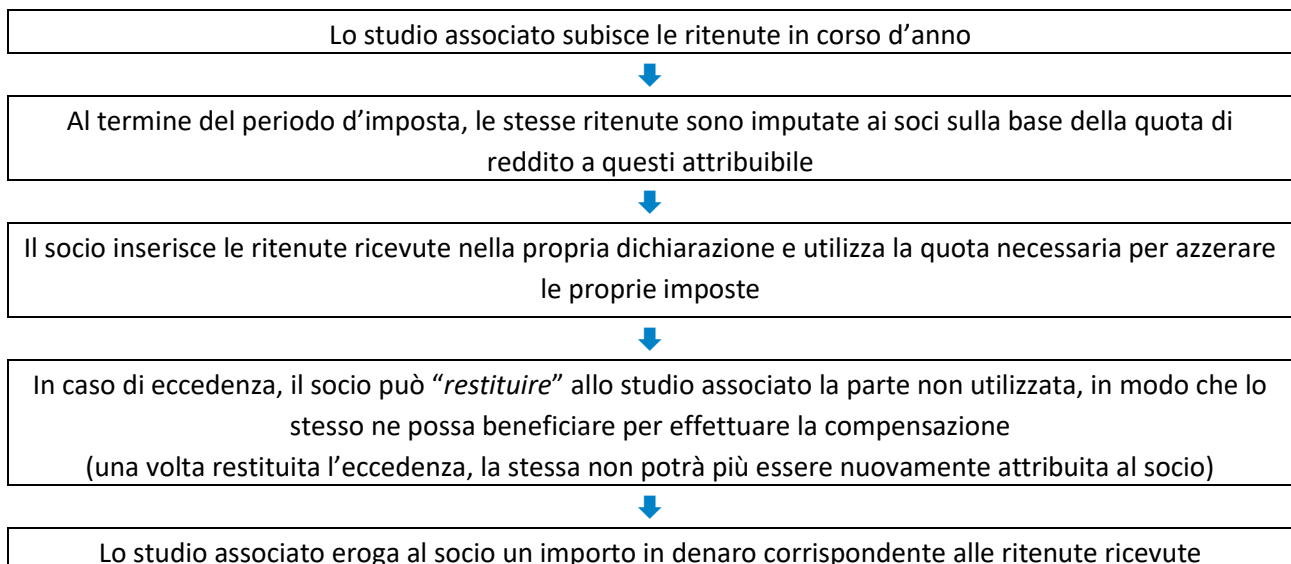 Lo studio associato subisce le ritenute in corso d’anno
Al termine del periodo d’imposta, le stesse ritenute sono imputate ai soci sulla base della quota di
reddito a questi attribuibile
Il socio inserisce le ritenute ricevute nella propria dichiarazione e utilizza la quota necessaria per azzerare
le proprie imposte
In caso di eccedenza, il socio può “restituire” allo studio associato la parte non utilizzata, in modo che lo
stesso ne possa beneficiare per effettuare la compensazione
(una volta restituita l’eccedenza, la stessa non potrà più essere nuovamente attribuita al socio)
Lo studio associato eroga al socio un importo in denaro corrispondente alle ritenute ricevute